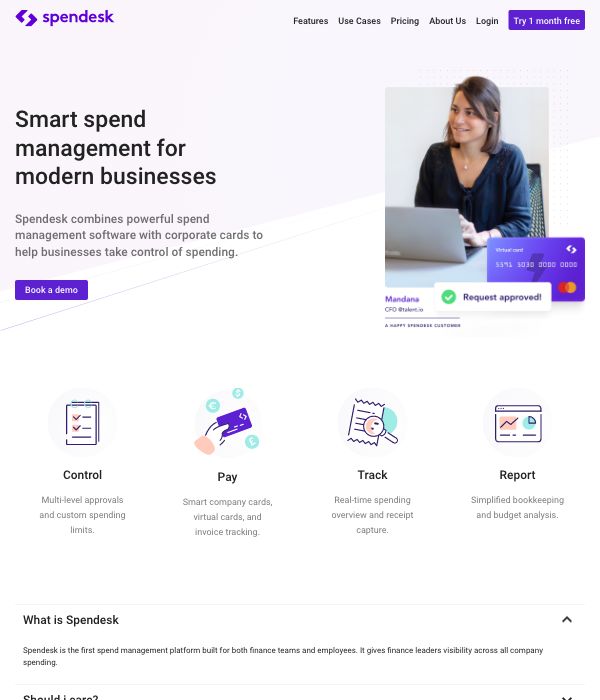 spendesk
Features Use Cases Pricing About Us Login Try 1 month free
Smart spend
management for
modern businesses
Spendesk combines powerful spend
management software with corporate cards to
help businesses take control of spending.
Book a demo
Virtual card
5591 3030 0000 0000
Request approved!
Mandana
CFO @talent.io
A HAPPY SPENDESK CUSTOMER
Control
Multi-level approvals
and custom spending
limits.
Pay
Smart company cards,
virtual cards, and
invoice tracking.
Track
Real-time spending
overview and receipt
capture.
Report
Simplified bookkeeping
and budget analysis.
What is Spendesk
Spendesk is the first spend management platform built for both finance teams and employees. It gives finance leaders visibility across all company
spending.
Should i care?